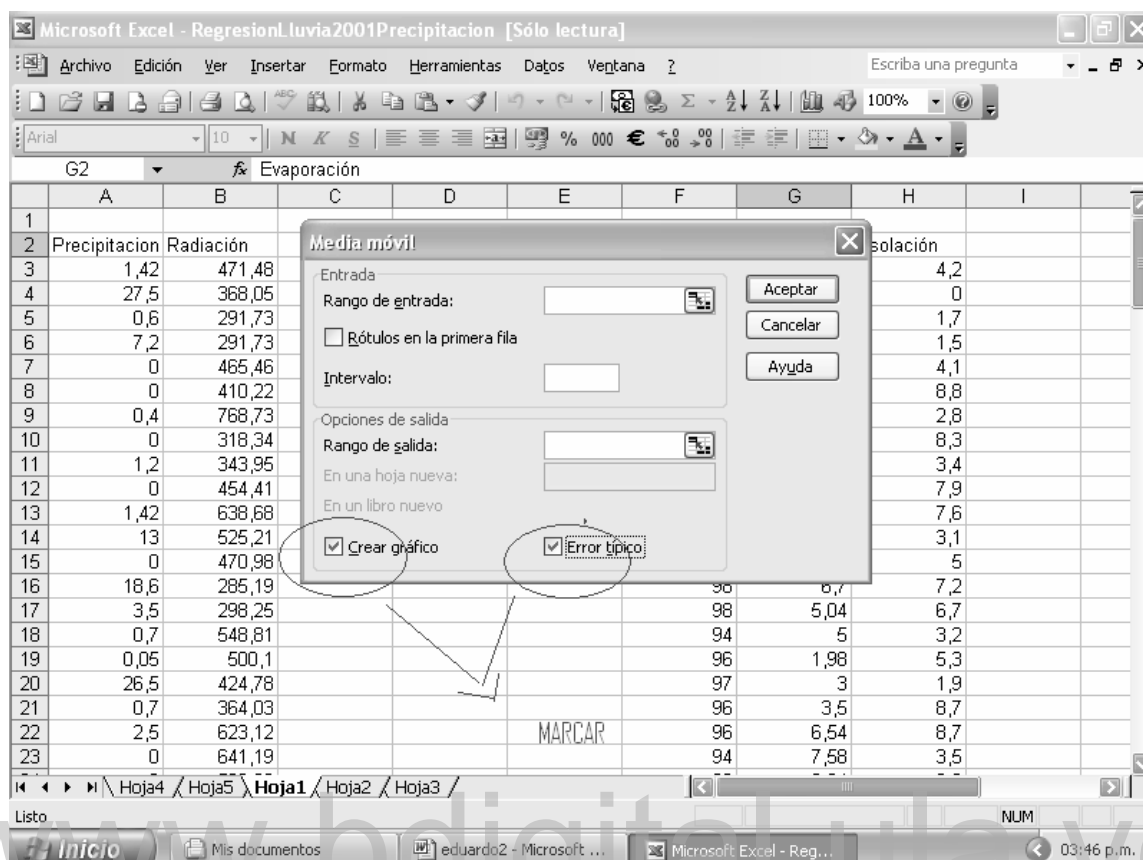 Microsoft Excel - RegresionLluvia2001Precipitacion [Sólo lectura]
Archivo Edición Ver Insertar Formato Herramientas Datos Ventana ? Escriba una pregunta
100%
Arial 10 N K S % 000 €
G2 fx Evaporación
A B C D E F G H I
1
2 Precipitacion Radiación solación
3 1,42 471,48 4,2
4 27,5 368,05 0
5 0,6 291,73 1,7
6 7,2 291,73 1,5
7 0 465,46 4,1
8 0 410,22 8,8
9 0,4 768,73 2,8
10 0 318,34 8,3
11 1,2 343,95 3,4
12 0 454,41 7,9
13 1,42 638,68 7,6
14 13 525,21 3,1
15 0 470,98 5
16 18,6 285,19 98 6,7 7,2
17 3,5 298,25 98 5,04 6,7
18 0,7 548,81 94 5 3,2
19 0,05 500,1 96 1,98 5,3
20 26,5 424,78 97 3 1,9
21 0,7 364,03 96 3,5 8,7
22 2,5 623,12 96 6,54 8,7
23 0 641,19 94 7,58 3,5
Media móvil
Entrada
Rango de entrada:
Rótulos en la primera fila
Intervalo:
Opciones de salida
Rango de salida:
En una hoja nueva:
En un libro nuevo
Crear gráfico Error típico
Aceptar
Cancelar
Ayuda
MARCAR
Hoja4 Hoja5 Hoja1 Hoja2 Hoja3
Listo NUM
Inicio Mis documentos eduardo2 - Microsoft ... Microsoft Excel - Reg... 03:46 p.m.